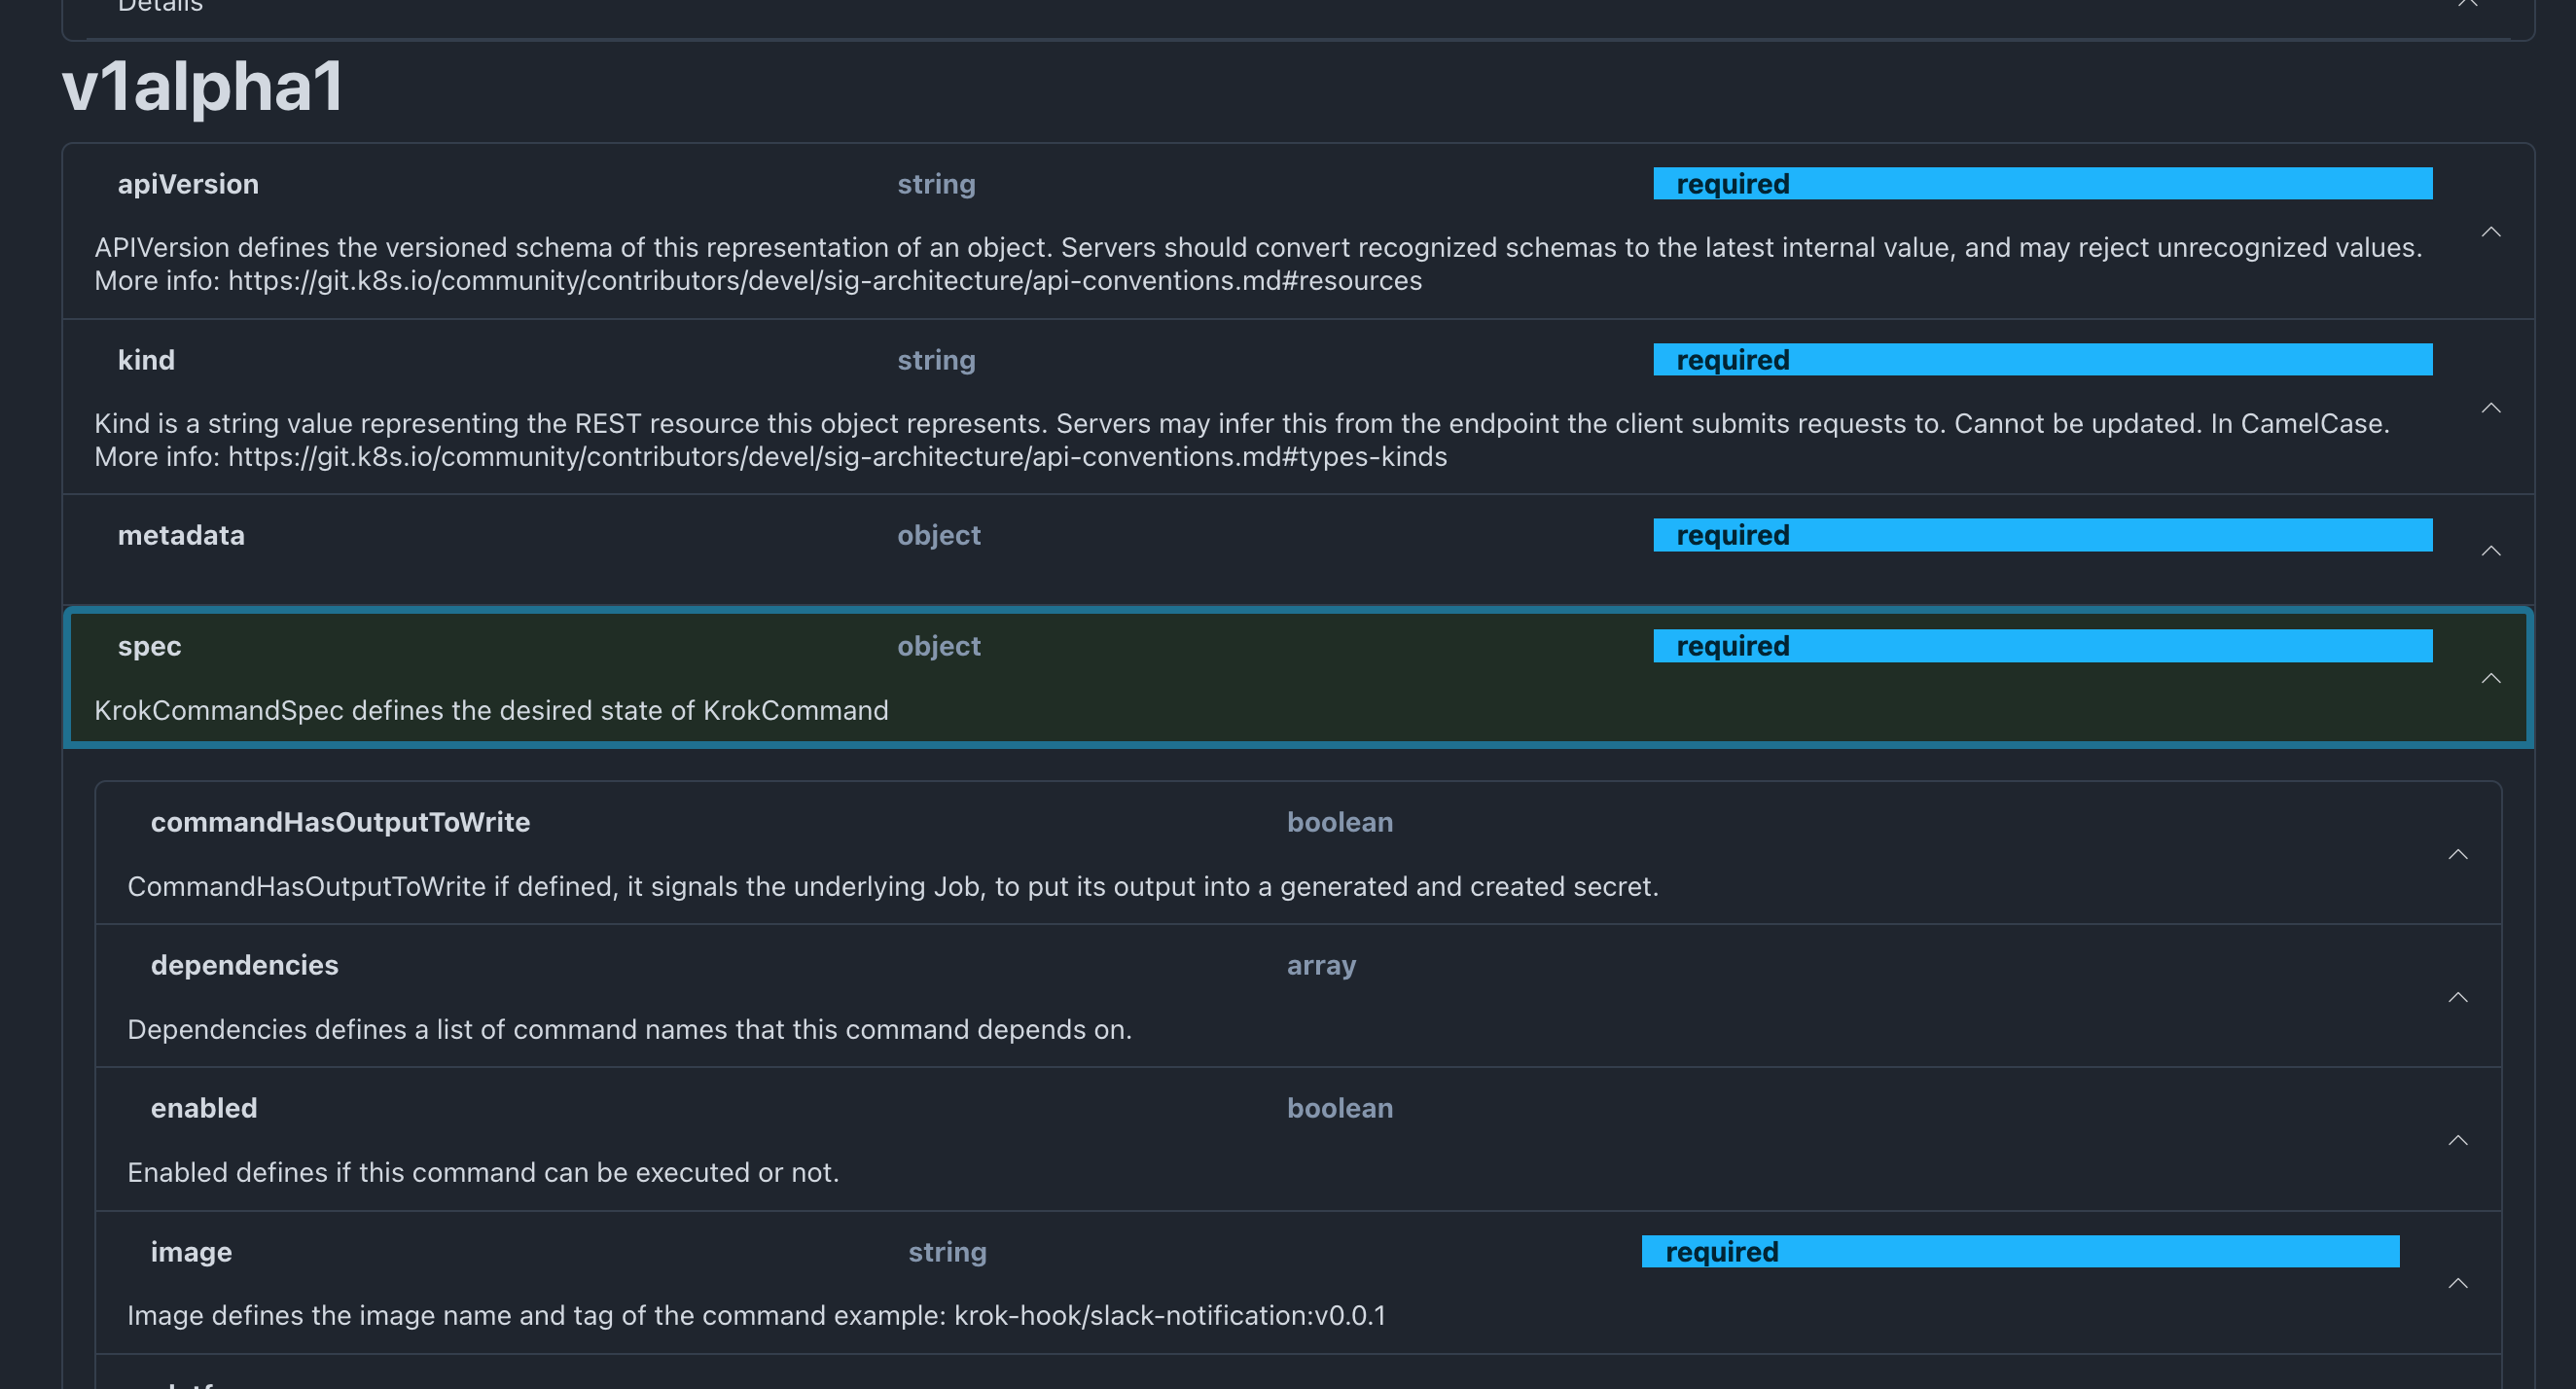 Details
v1alpha1
apiVersion string required
APIVersion defines the versioned schema of this representation of an object. Servers should convert recognized schemas to the latest internal value, and may reject unrecognized values.
More info: https://git.k8s.io/community/contributors/devel/sig-architecture/api-conventions.md#resources
kind string required
Kind is a string value representing the REST resource this object represents. Servers may infer this from the endpoint the client submits requests to. Cannot be updated. In CamelCase.
More info: https://git.k8s.io/community/contributors/devel/sig-architecture/api-conventions.md#types-kinds
metadata object required
spec object required
KrokCommandSpec defines the desired state of KrokCommand
commandHasOutputToWrite boolean
CommandHasOutputToWrite if defined, it signals the underlying Job, to put its output into a generated and created secret.
dependencies array
Dependencies defines a list of command names that this command depends on.
enabled boolean
Enabled defines if this command can be executed or not.
image string required
Image defines the image name and tag of the command example: krok-hook/slack-notification:v0.0.1